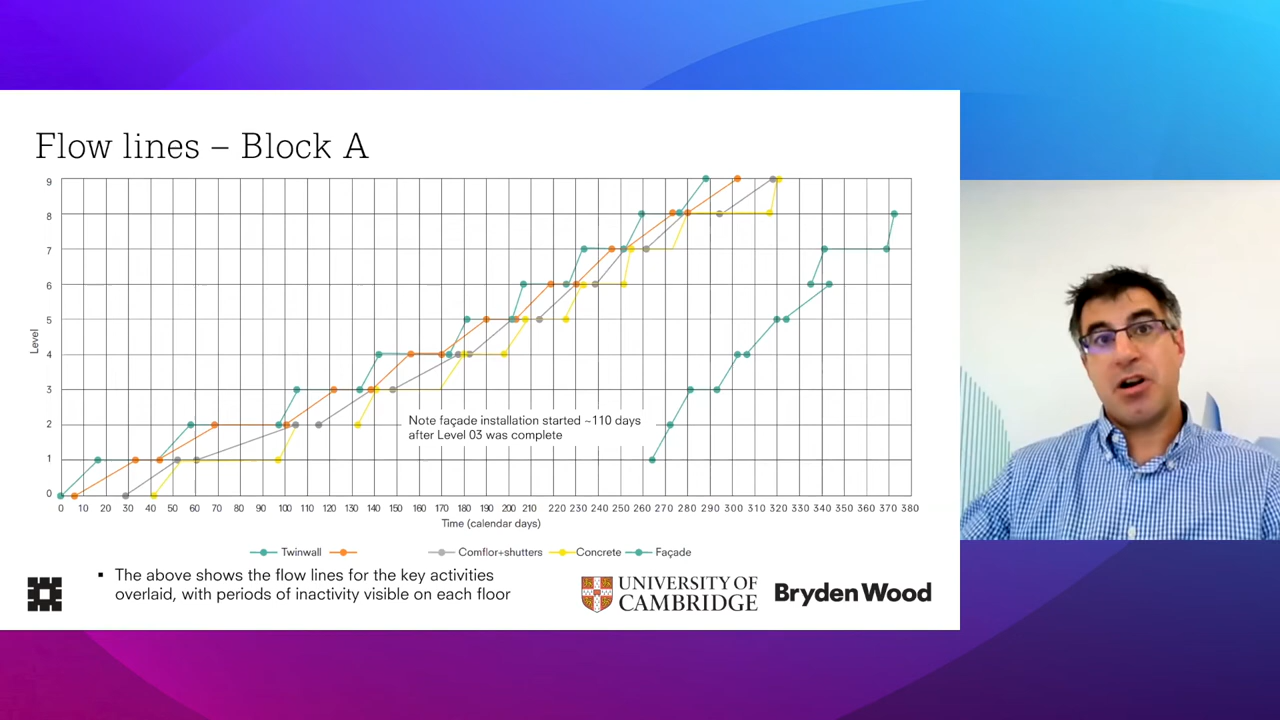 Flow lines – Block A
9
8
7
6
5
4
3
2
1
0
Level
Note façade installation started ~110 days
after Level 03 was complete
0 10 20 30 40 50 60 70 80 90 100 110 120 130 140 150 160 170 180 190 200 210 220 230 240 250 260 270 280 290 300 310 320 330 340 350 360 370 380
Time (calendar days)
Twinwall Comflor+shutters Concrete Façade
▪ The above shows the flow lines for the key activities
overlaid, with periods of inactivity visible on each floor
UNIVERSITY OF
CAMBRIDGE
Bryden Wood